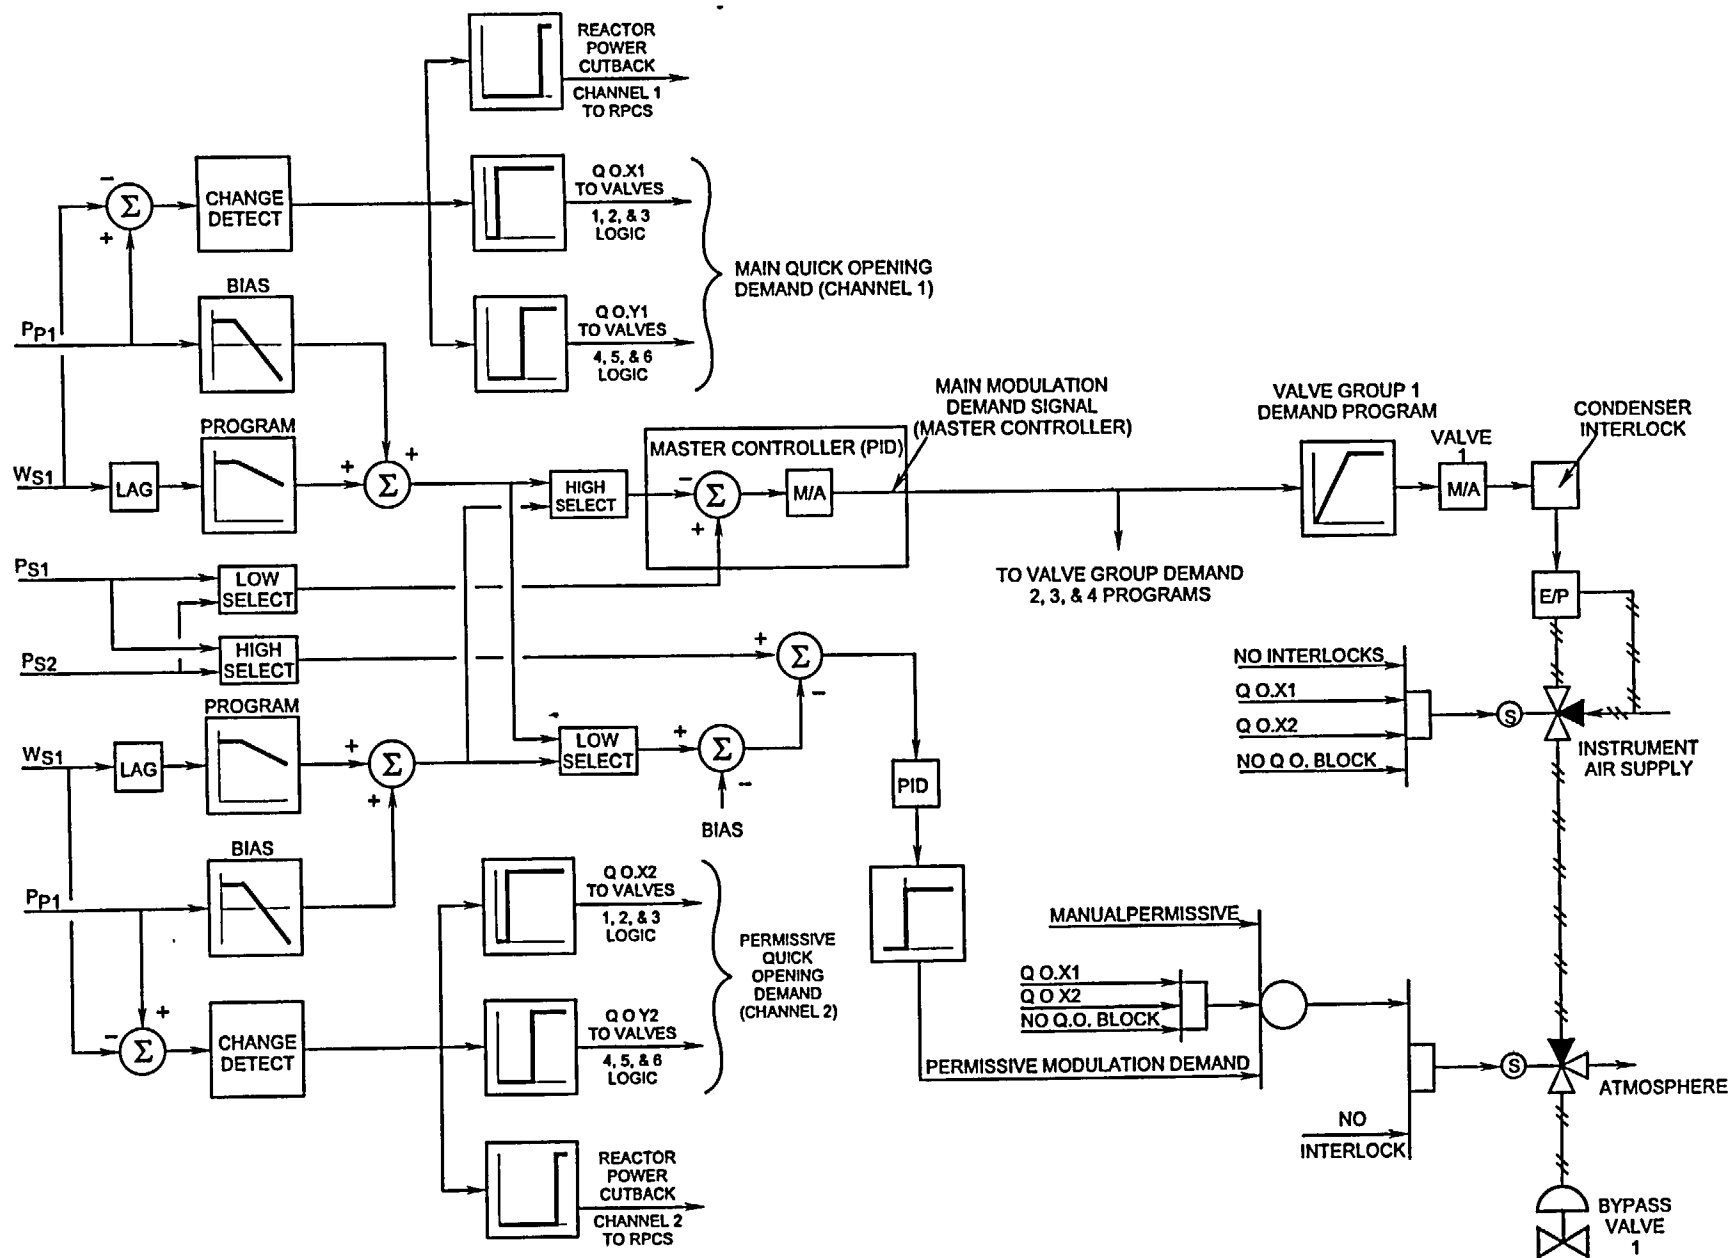 REACTOR
POWER
CUTBACK
CHANNEL 1
TO RPCS
Q O.X1
TO VALVES
1, 2, & 3
LOGIC
CHANGE
DETECT
−
Σ
+
BIAS
Q O.Y1
TO VALVES
4, 5, & 6
LOGIC
MAIN QUICK OPENING
DEMAND (CHANNEL 1)
PP1
PROGRAM
WS1
LAG
+
Σ
+
HIGH
SELECT
MASTER CONTROLLER (PID)
−
Σ
+
M/A
MAIN MODULATION
DEMAND SIGNAL
(MASTER CONTROLLER)
TO VALVE GROUP DEMAND
2, 3, & 4 PROGRAMS
VALVE GROUP 1
DEMAND PROGRAM
VALVE
1
M/A
CONDENSER
INTERLOCK
E/P
PS1
LOW
SELECT
PS2
HIGH
SELECT
+
Σ
−
NO INTERLOCKS
Q O.X1
Q O.X2
NO Q O. BLOCK
S
INSTRUMENT
AIR SUPPLY
PROGRAM
WS1
LAG
+
Σ
+
LOW
SELECT
+
Σ
−
BIAS
PID
BIAS
PP1
Q O.X2
TO VALVES
1, 2, & 3
LOGIC
PERMISSIVE
QUICK
OPENING
DEMAND
(CHANNEL 2)
+
−
Σ
CHANGE
DETECT
Q O Y2
TO VALVES
4, 5, & 6
LOGIC
REACTOR
POWER
CUTBACK
CHANNEL 2
TO RPCS
MANUALPERMISSIVE
Q O.X1
Q O X2
NO Q.O. BLOCK
PERMISSIVE MODULATION DEMAND
NO
INTERLOCK
S
ATMOSPHERE
BYPASS
VALVE
1